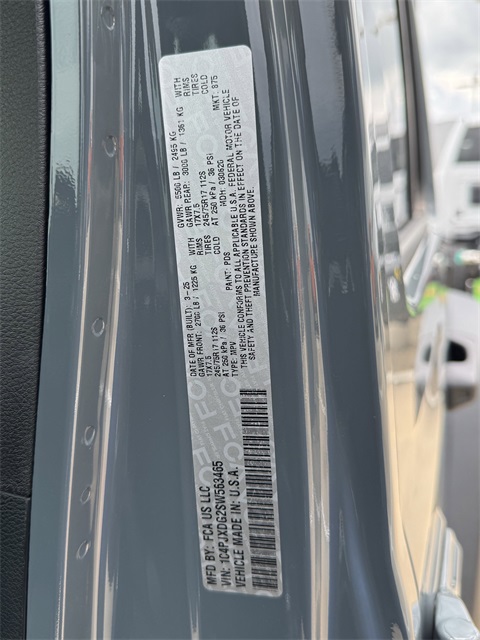 MFD BY: FCA US LLC
VIN: 1C4PJXDG2SW563465
VEHICLE MADE IN: U.S.A.
DATE OF MFR (BUILT): 3-25 GVWR: 5500 LB / 2495 KG
GAWR FRONT: 2700 LB / 1225 KG WITH GAWR REAR: 3000 LB / 1361 KG WITH
17X7.5 RIMS 17X7.5 RIMS
245/75R17 112S TIRES 245/75R17 112S TIRES
AT 250 kPa / 36 PSI COLD AT 250 kPa / 36 PSI COLD
TYPE: MPV PAINT: PDS MDH: 030620 MKT: 875
THIS VEHICLE CONFORMS TO ALL APPLICABLE U.S.A. FEDERAL MOTOR VEHICLE
SAFETY AND THEFT PREVENTION STANDARDS IN EFFECT ON THE DATE OF
MANUFACTURE SHOWN ABOVE.